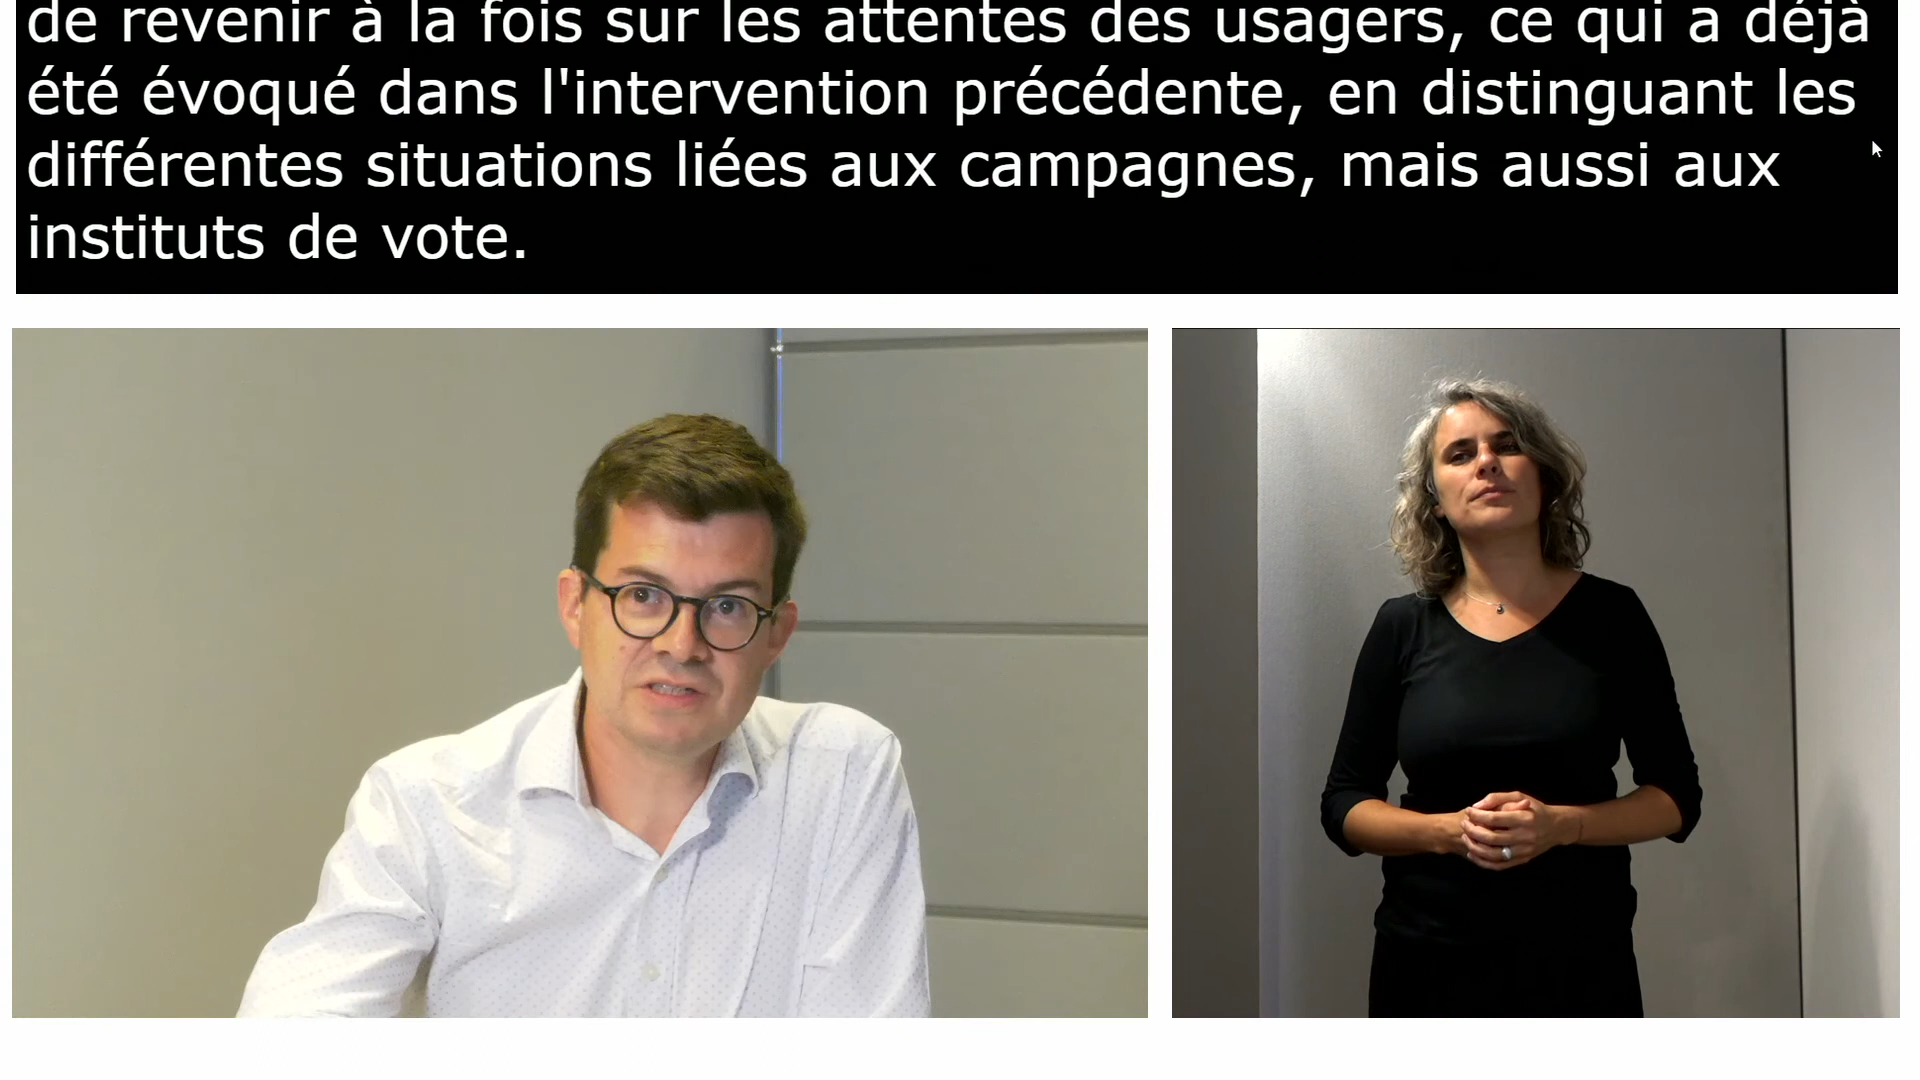 de revenir à la fois sur les attentes des usagers, ce qui a déjà
été évoqué dans l'intervention précédente, en distinguant les
différentes situations liées aux campagnes, mais aussi aux
instituts de vote.